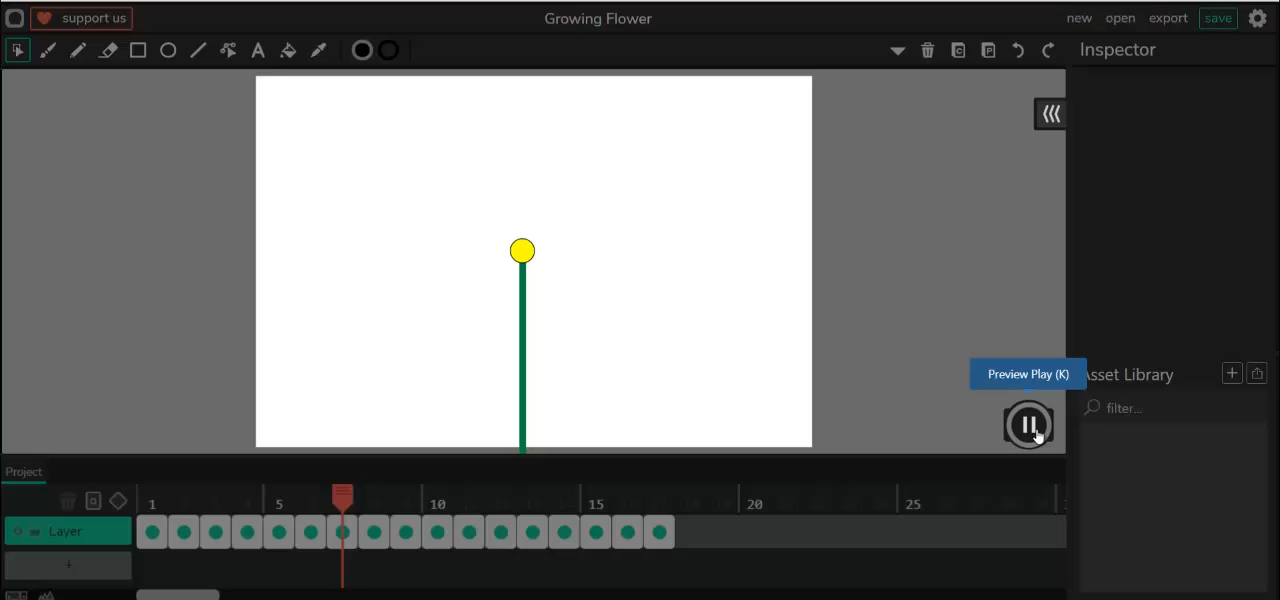 support us
Growing Flower
new open export save
Inspector
Preview Play (K)
Asset Library
filter...
Project
1 5 10 15 20 25
Layer
+